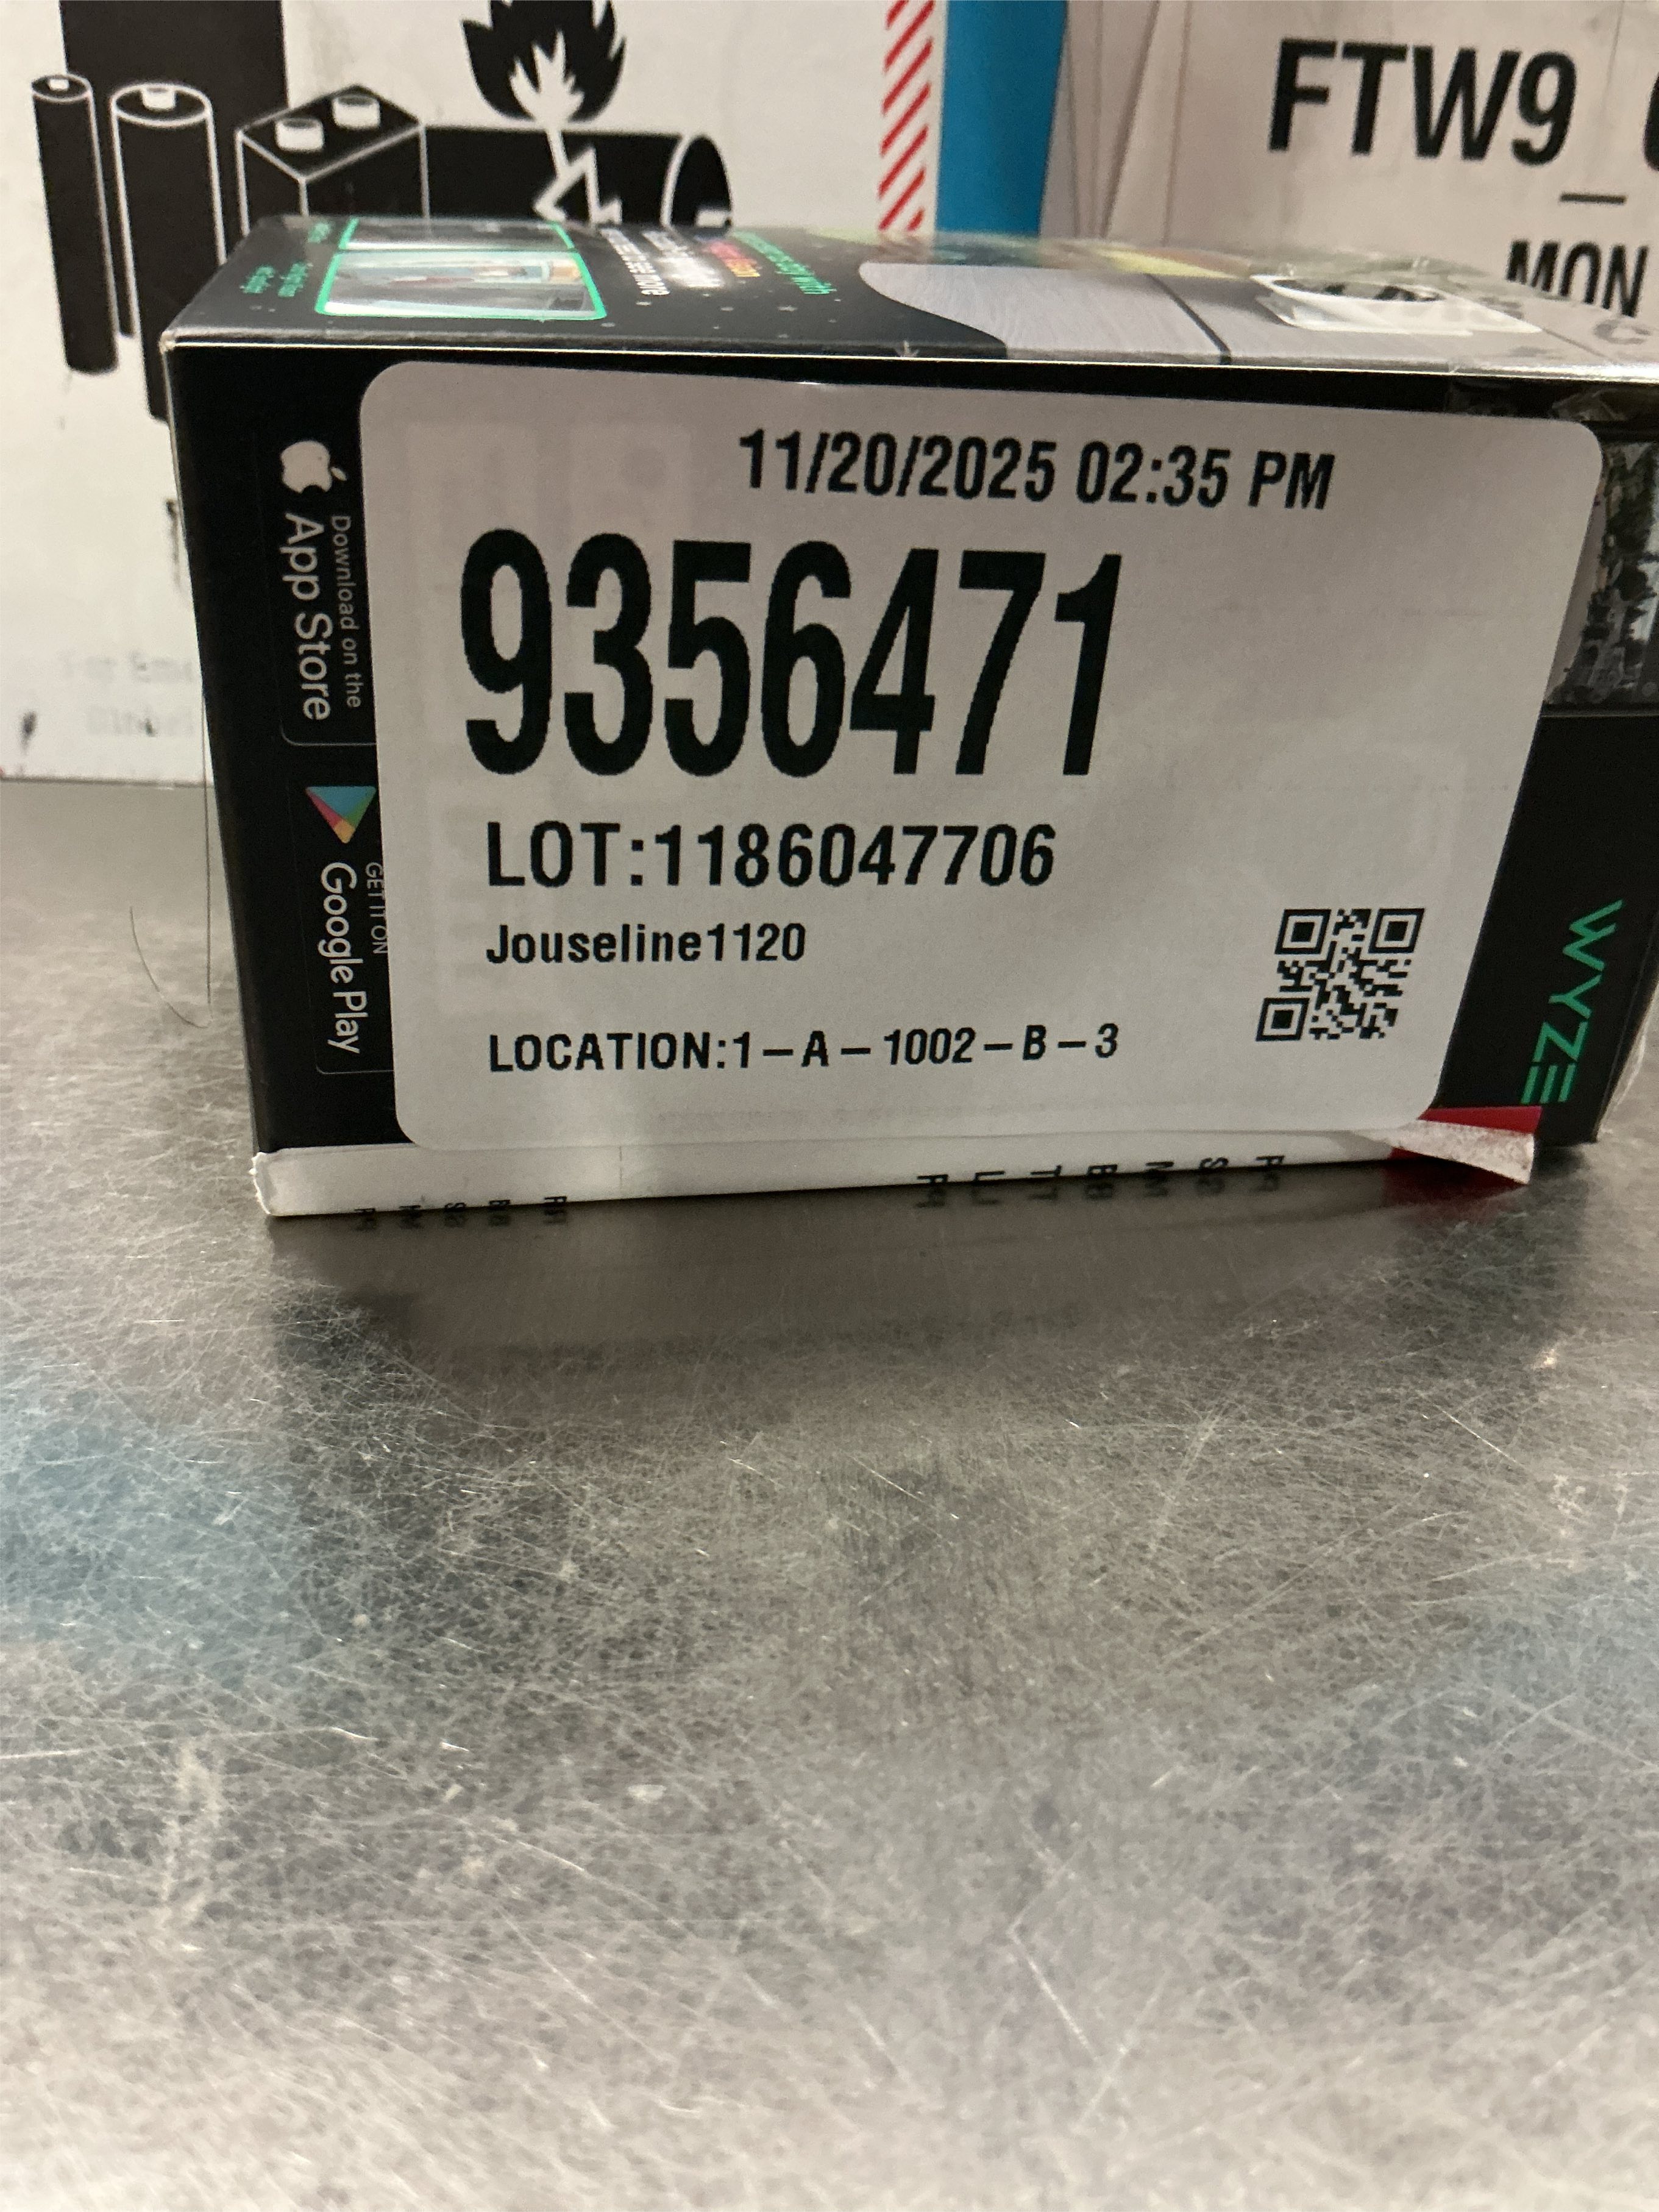 FTW9_
MON
11/20/2025 02:35 PM
9356471
LOT:1186047706
Jouseline1120
LOCATION:1-A-1002-B-3
Download on the
App Store
GET IT ON
Google Play
WYZE